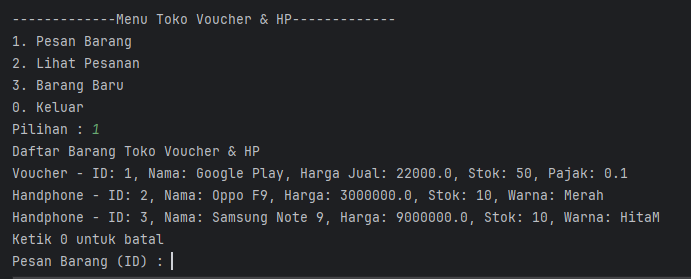 -------------Menu Toko Voucher & HP-------------
1. Pesan Barang
2. Lihat Pesanan
3. Barang Baru
0. Keluar
Pilihan : 1
Daftar Barang Toko Voucher & HP
Voucher - ID: 1, Nama: Google Play, Harga Jual: 22000.0, Stok: 50, Pajak: 0.1
Handphone - ID: 2, Nama: Oppo F9, Harga: 3000000.0, Stok: 10, Warna: Merah
Handphone - ID: 3, Nama: Samsung Note 9, Harga: 9000000.0, Stok: 10, Warna: HitaM
Ketik 0 untuk batal
Pesan Barang (ID) :